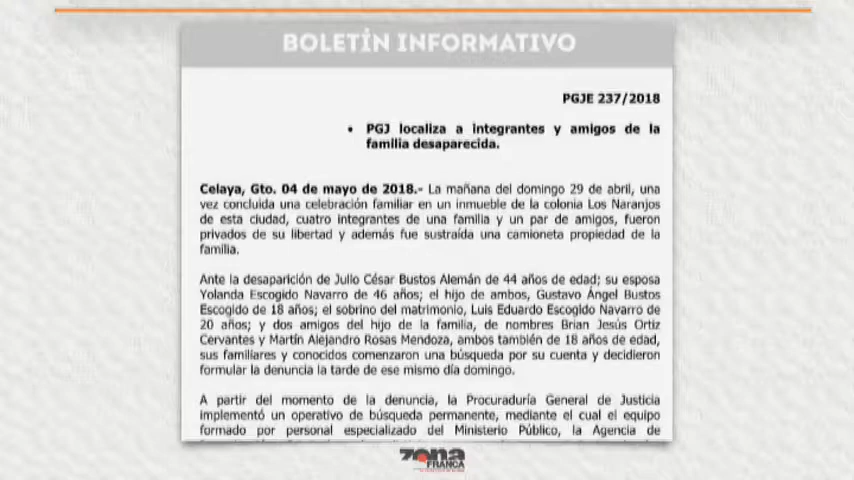 BOLETÍN INFORMATIVO
PGJE 237/2018
• PGJ localiza a integrantes y amigos de la
familia desaparecida.
Celaya, Gto. 04 de mayo de 2018.- La mañana del domingo 29 de abril, una
vez concluida una celebración familiar en un inmueble de la colonia Los Naranjos
de esta ciudad, cuatro integrantes de una familia y un par de amigos, fueron
privados de su libertad y además fue sustraída una camioneta propiedad de la
familia.
Ante la desaparición de Julio César Bustos Alemán de 44 años de edad; su esposa
Yolanda Escogido Navarro de 46 años; el hijo de ambos, Gustavo Ángel Bustos
Escogido de 18 años; el sobrino del matrimonio, Luis Eduardo Escogido Navarro de
20 años; y dos amigos del hijo de la familia, de nombres Brian Jesús Ortiz
Cervantes y Martín Alejandro Rosas Mendoza, ambos también de 18 años de edad,
sus familiares y conocidos comenzaron una búsqueda por su cuenta y decidieron
formular la denuncia la tarde de ese mismo día domingo.
A partir del momento de la denuncia, la Procuraduría General de Justicia
implementó un operativo de búsqueda permanente, mediante el cual el equipo
formado por personal especializado del Ministerio Público, la Agencia de
ZONA
FRANCA